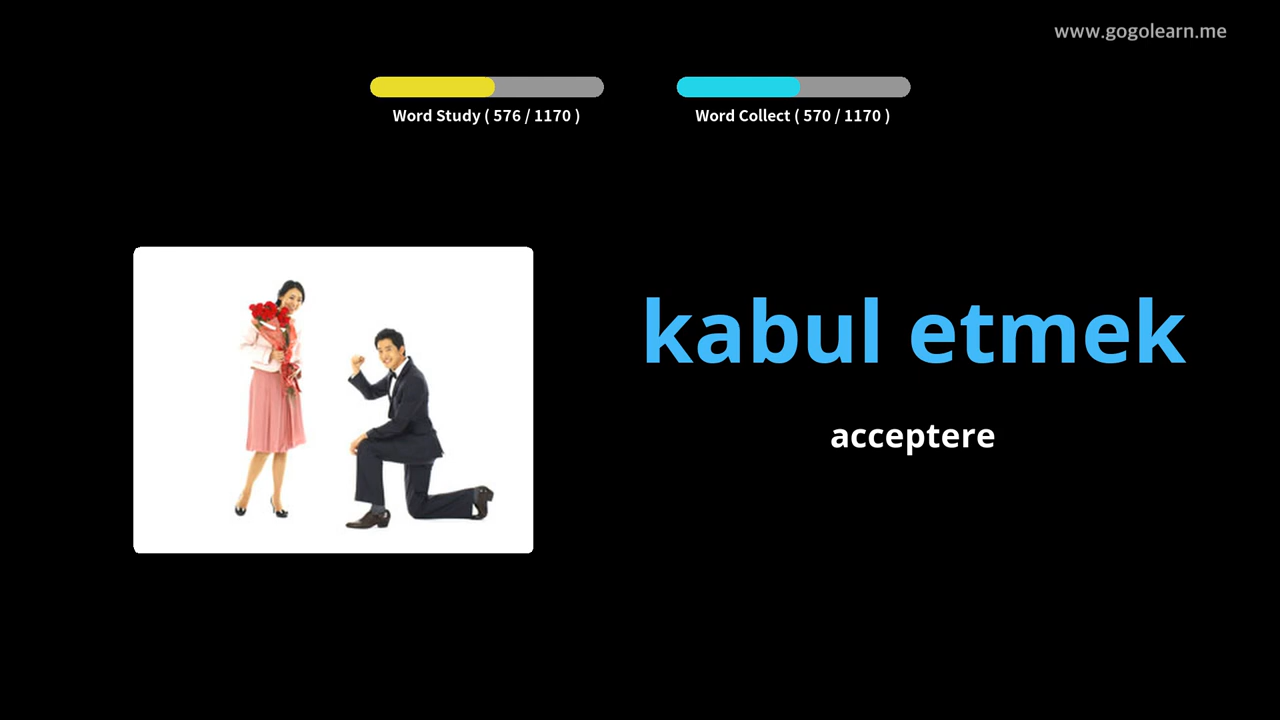 www.gogolearn.me
Word Study ( 576 / 1170 )
Word Collect ( 570 / 1170 )
kabul etmek
acceptere